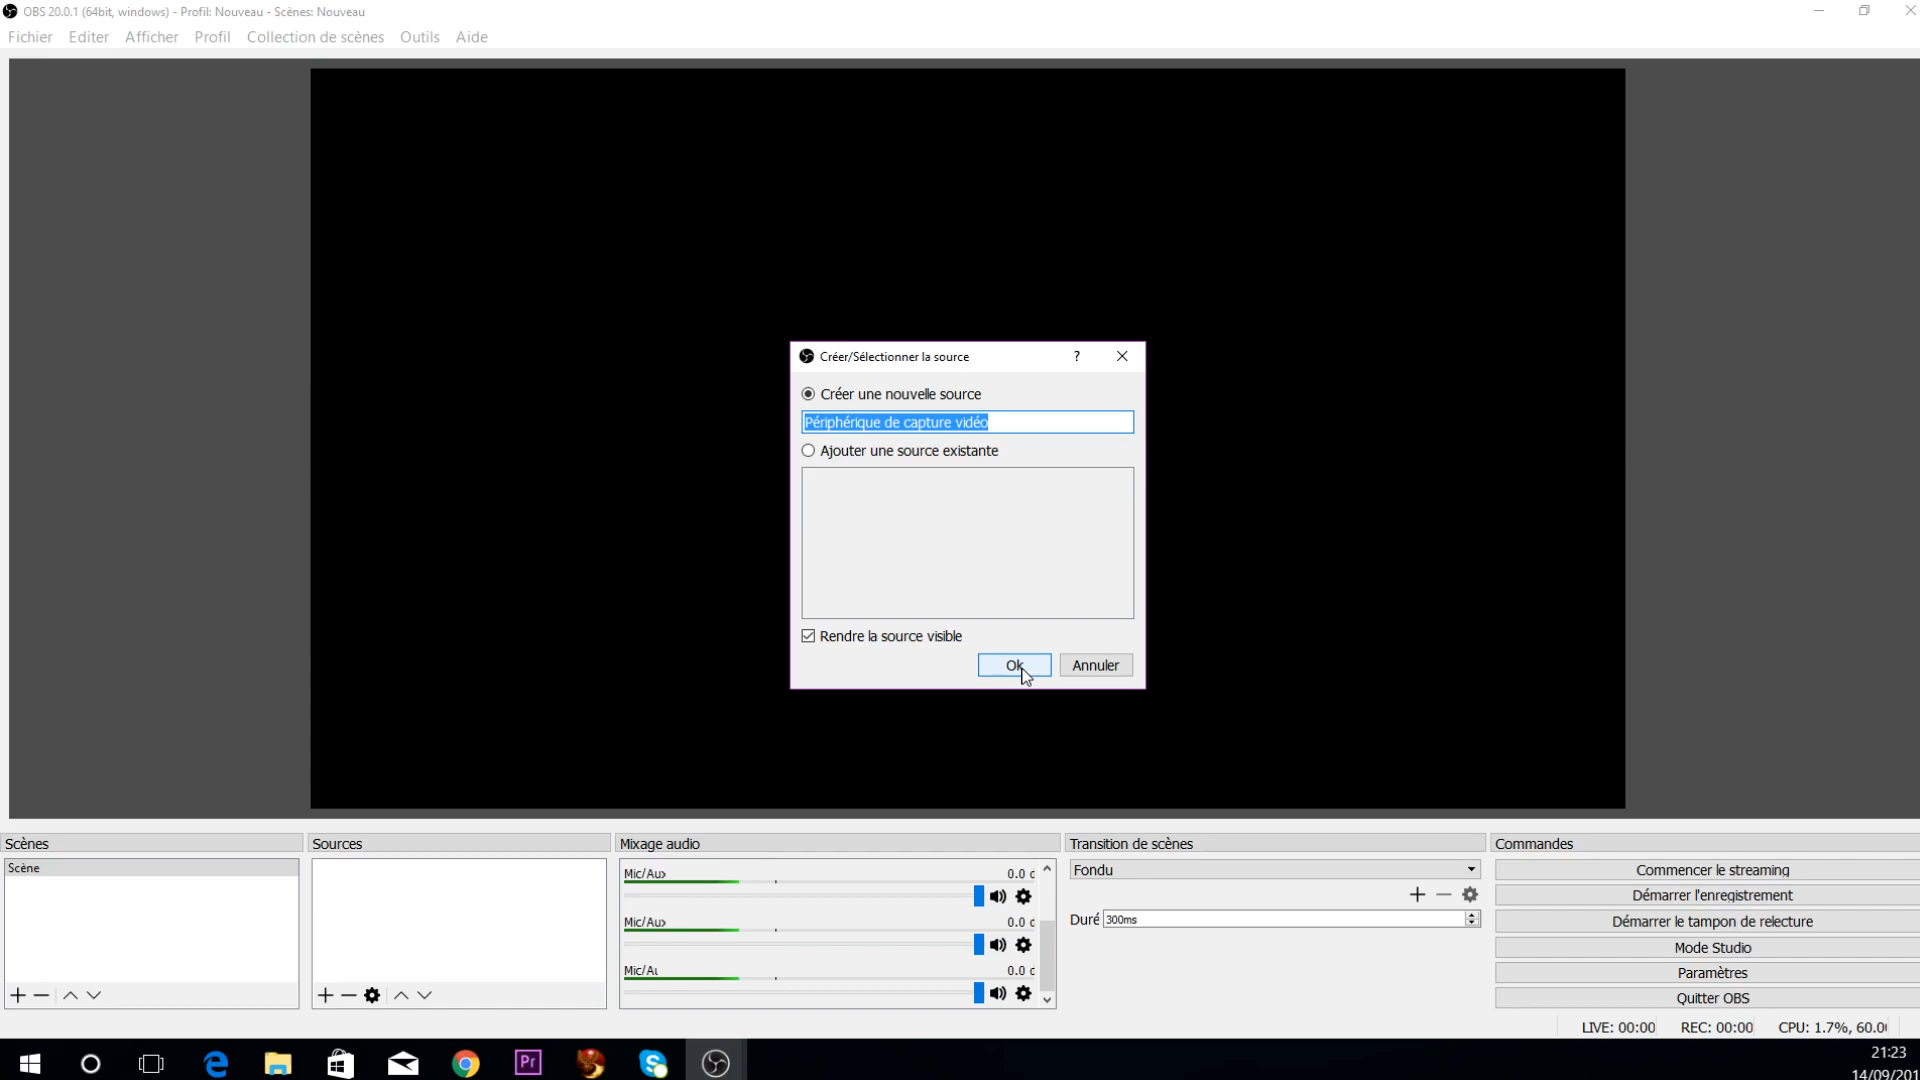 OBS 20.0.1 (64bit, windows) - Profil: Nouveau - Scènes: Nouveau
Fichier Editer Afficher Profil Collection de scènes Outils Aide
Créer/Sélectionner la source ?
Créer une nouvelle source
Périphérique de capture vidéo
Ajouter une source existante
Rendre la source visible
Ok Annuler
Scènes Sources Mixage audio Transition de scènes Commandes
Scène
Mic/Aux 0.0 d
Mic/Aux 0.0 d
Mic/Au 0.0 d
Fondu
Duré 300ms
Commencer le streaming
Démarrer l'enregistrement
Démarrer le tampon de relecture
Mode Studio
Paramètres
Quitter OBS
LIVE: 00:00 REC: 00:00 CPU: 1.7%, 60.0
Pr
21:23
14/09/201